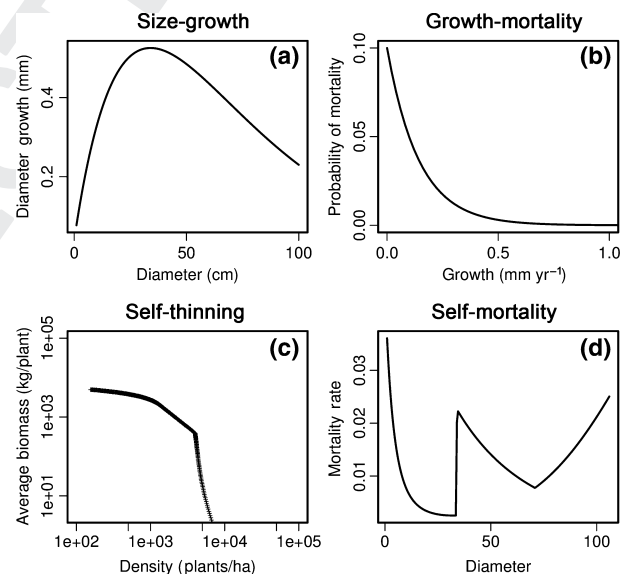 Size-growth
(a)
Diameter growth (mm)
0.2
0.4
0
50
100
Diameter (cm)
Growth-mortality
(b)
Probability of mortality
0.00
0.05
0.10
0.0
0.5
1.0
Growth (mm yr⁻¹)
Self-thinning
(c)
Average biomass (kg/plant)
1e+01
1e+03
1e+05
1e+02
1e+03
1e+04
1e+05
Density (plants/ha)
Self-mortality
(d)
Mortality rate
0.01
0.02
0.03
0
50
100
Diameter